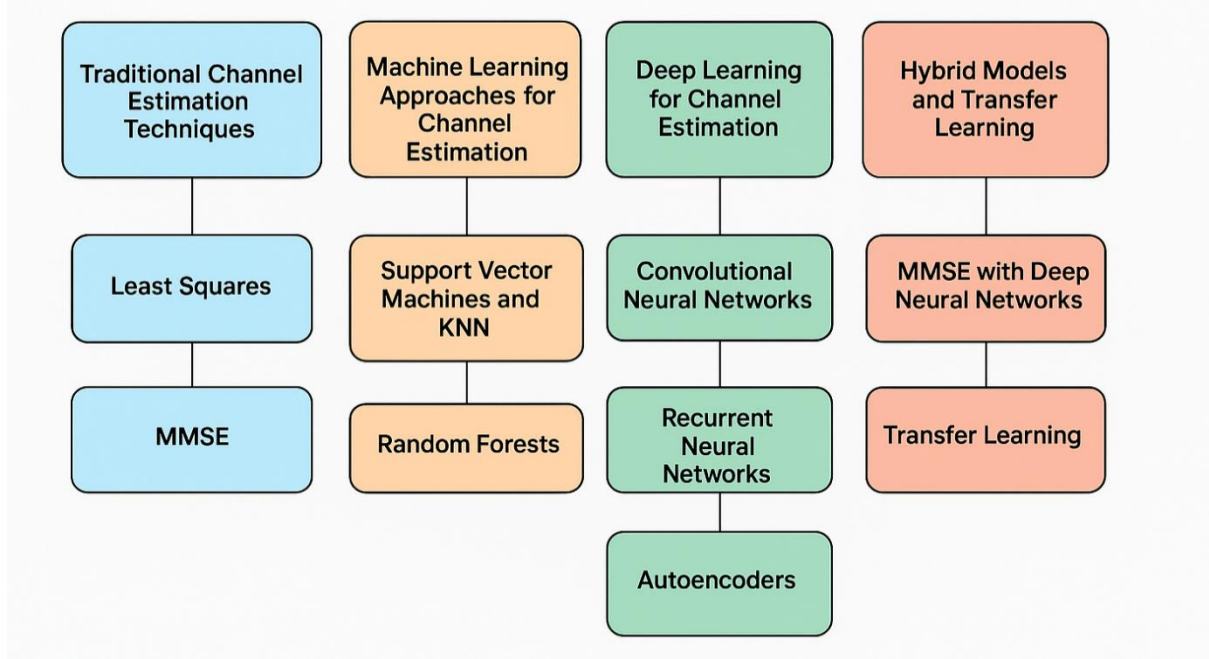 Traditional Channel
Estimation
Techniques
Least Squares
MMSE
Machine Learning
Approaches for
Channel
Estimation
Support Vector
Machines and
KNN
Random Forests
Deep Learning
for Channel
Estimation
Convolutional
Neural Networks
Recurrent
Neural
Networks
Autoencoders
Hybrid Models
and Transfer
Learning
MMSE with Deep
Neural Networks
Transfer Learning